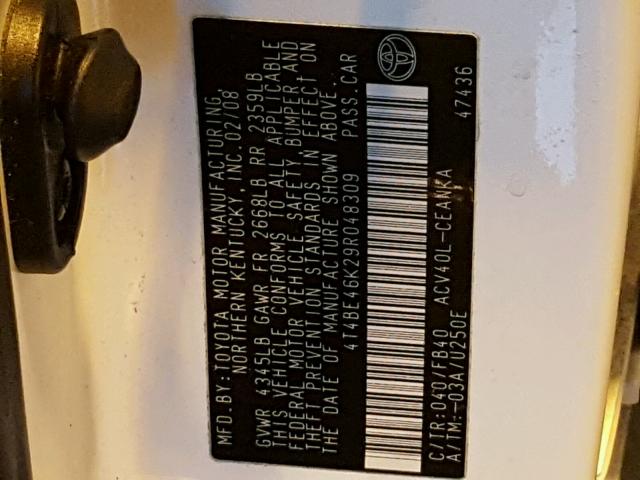 MFD. BY: TOYOTA MOTOR MANUFACTURING,
NORTHERN KENTUCKY, INC. 02/08
GVWR 4345LB GAWR FR 2668LB RR 2359LB
THIS VEHICLE CONFORMS TO ALL APPLICABLE
FEDERAL MOTOR VEHICLE SAFETY, BUMPER AND
THEFT PREVENTION STANDARDS IN EFFECT ON
THE DATE OF MANUFACTURE SHOWN ABOVE.
4T4BE46K29R048309 PASS. CAR
C/TR: 040/FB40 ACV40L-CEANKA
A/TM: -03A/U250E 47436